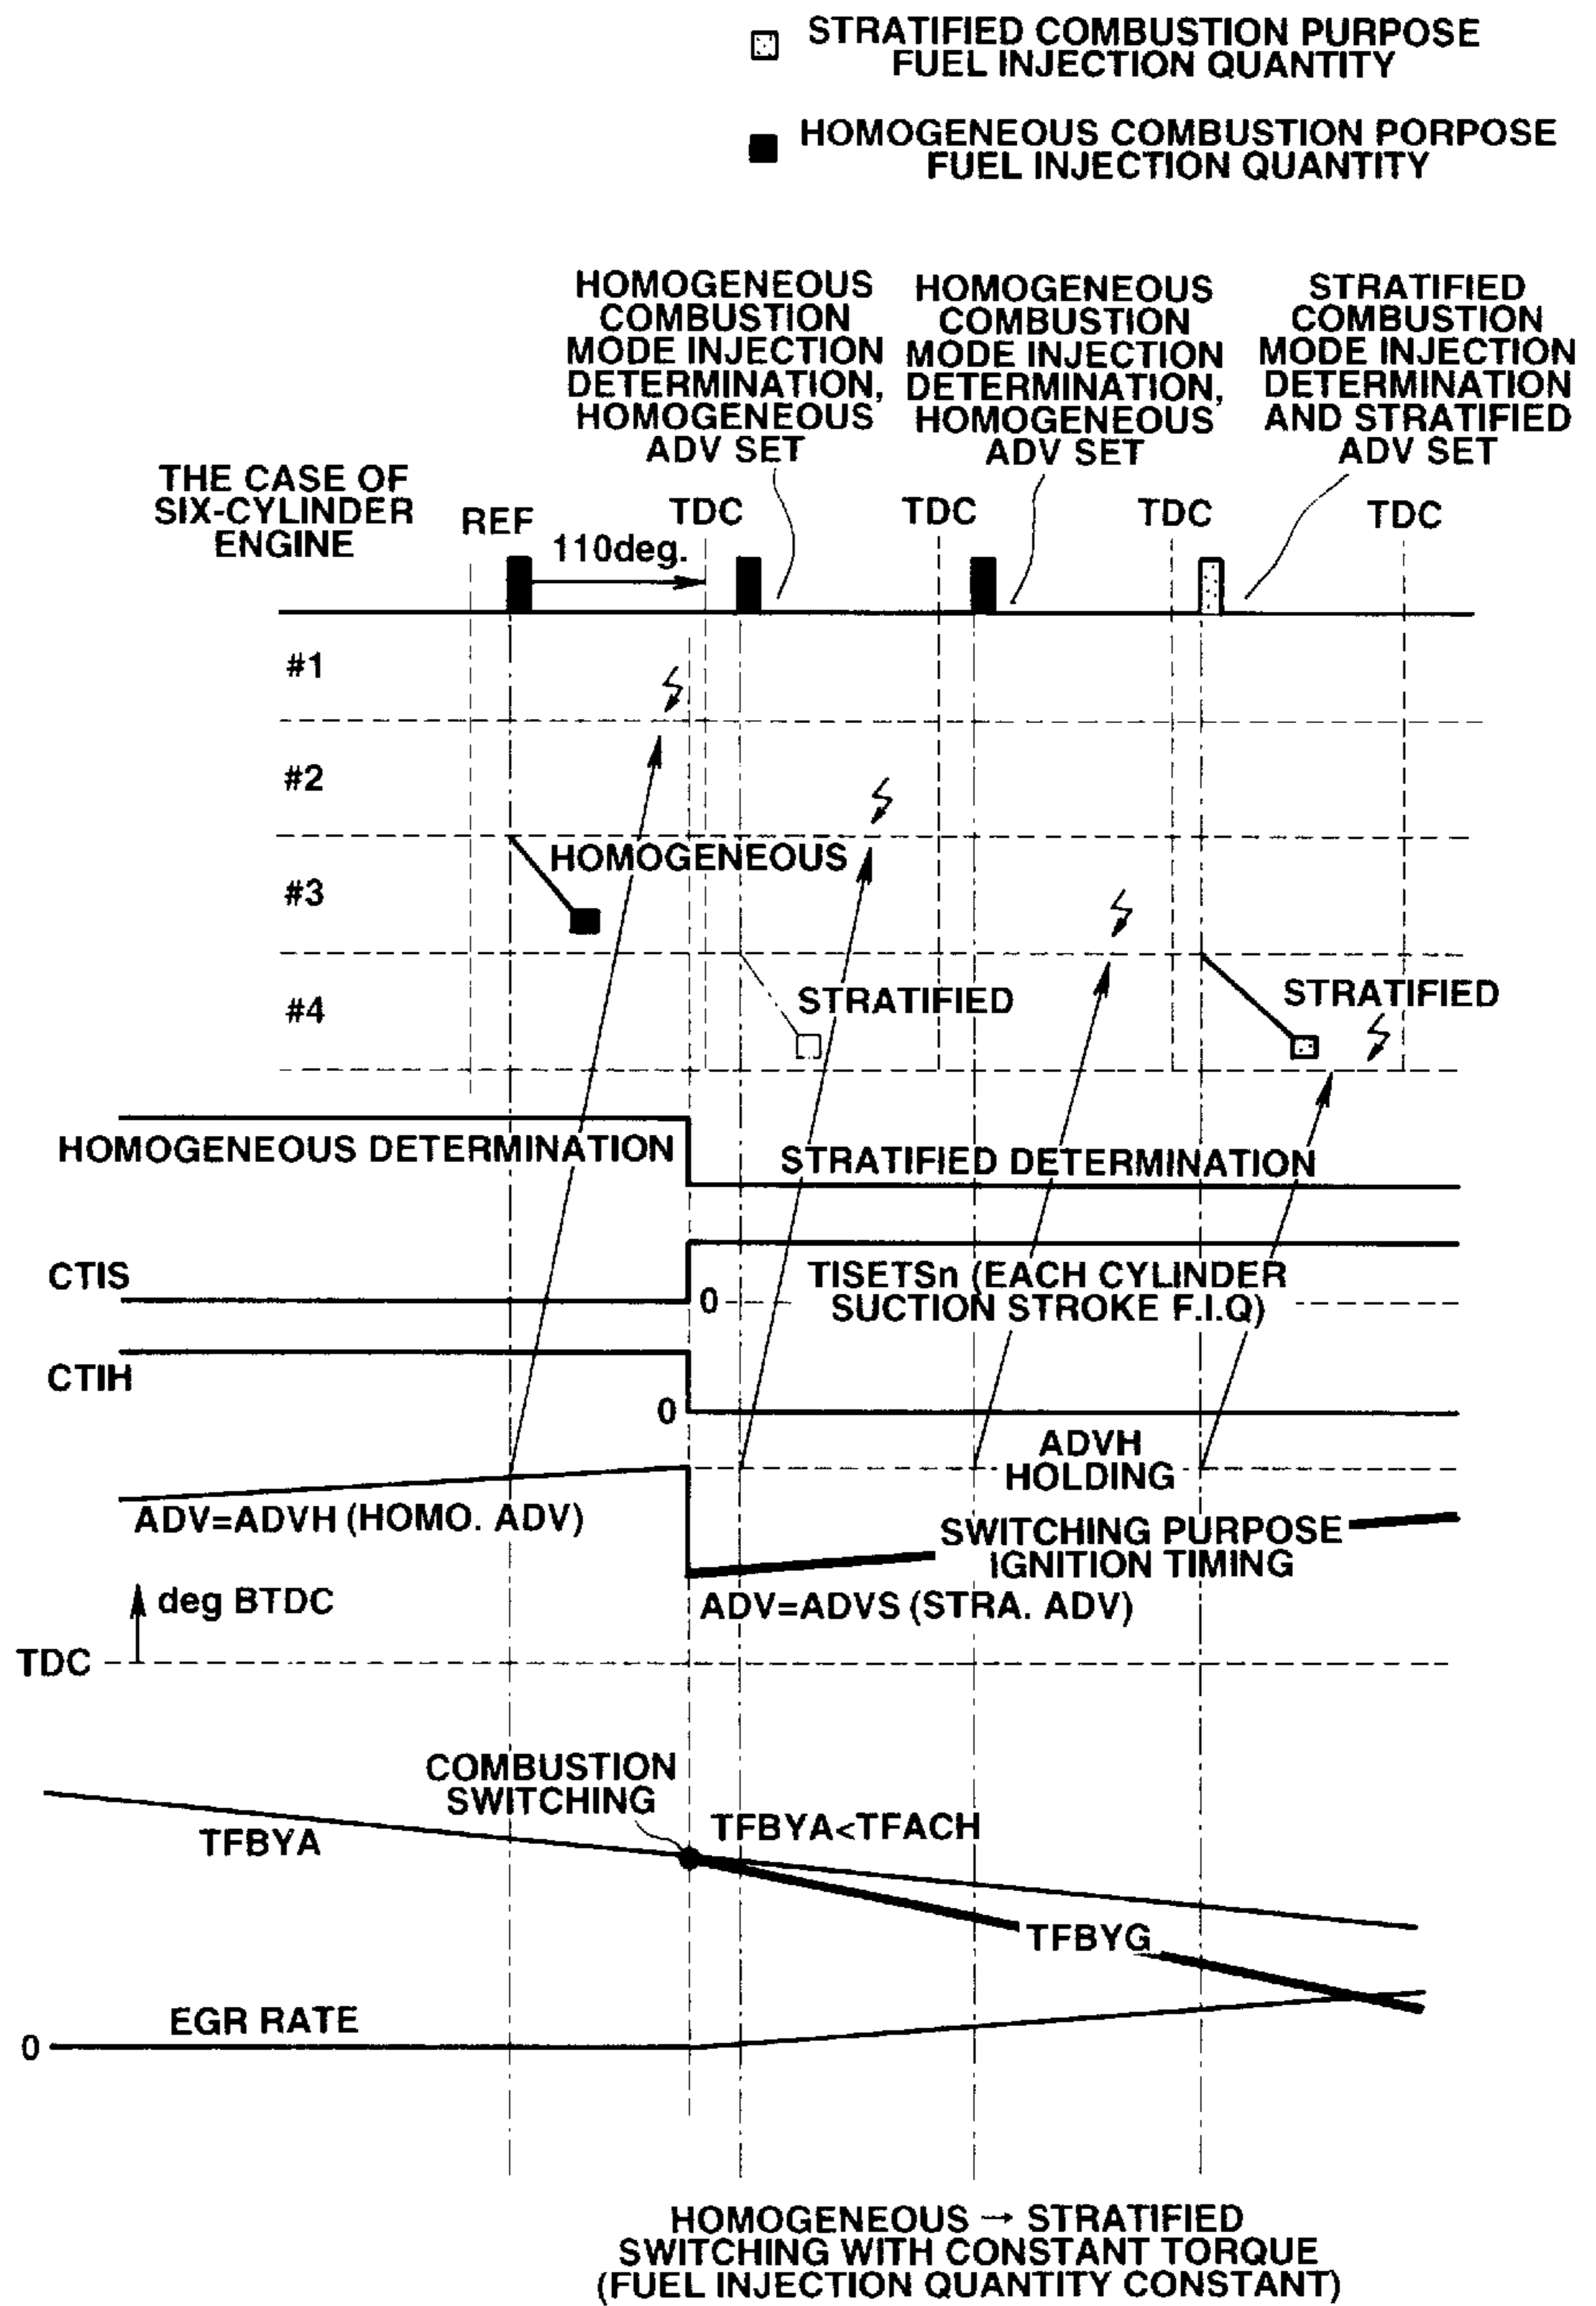 STRATIFIED COMBUSTION PURPOSE
FUEL INJECTION QUANTITY
HOMOGENEOUS COMBUSTION PORPOSE
FUEL INJECTION QUANTITY
HOMOGENEOUS
COMBUSTION
MODE INJECTION
DETERMINATION,
HOMOGENEOUS
ADV SET
HOMOGENEOUS
COMBUSTION
MODE INJECTION
DETERMINATION,
HOMOGENEOUS
ADV SET
STRATIFIED
COMBUSTION
MODE INJECTION
DETERMINATION
AND STRATIFIED
ADV SET
THE CASE OF
SIX-CYLINDER
ENGINE
REF
TDC
TDC
TDC
TDC
110deg.
#1
#2
HOMOGENEOUS
#3
STRATIFIED
STRATIFIED
#4
HOMOGENEOUS DETERMINATION
STRATIFIED DETERMINATION
CTIS
0
TISETSn (EACH CYLINDER
SUCTION STROKE F.I.Q)
CTIH
0
ADVH
HOLDING
ADV=ADVH (HOMO. ADV)
SWITCHING PURPOSE
IGNITION TIMING
deg BTDC
ADV=ADVS (STRA. ADV)
TDC
COMBUSTION
SWITCHING
TFBYA<TFACH
TFBYA
TFBYG
EGR RATE
0
HOMOGENEOUS → STRATIFIED
SWITCHING WITH CONSTANT TORQUE
(FUEL INJECTION QUANTITY CONSTANT)